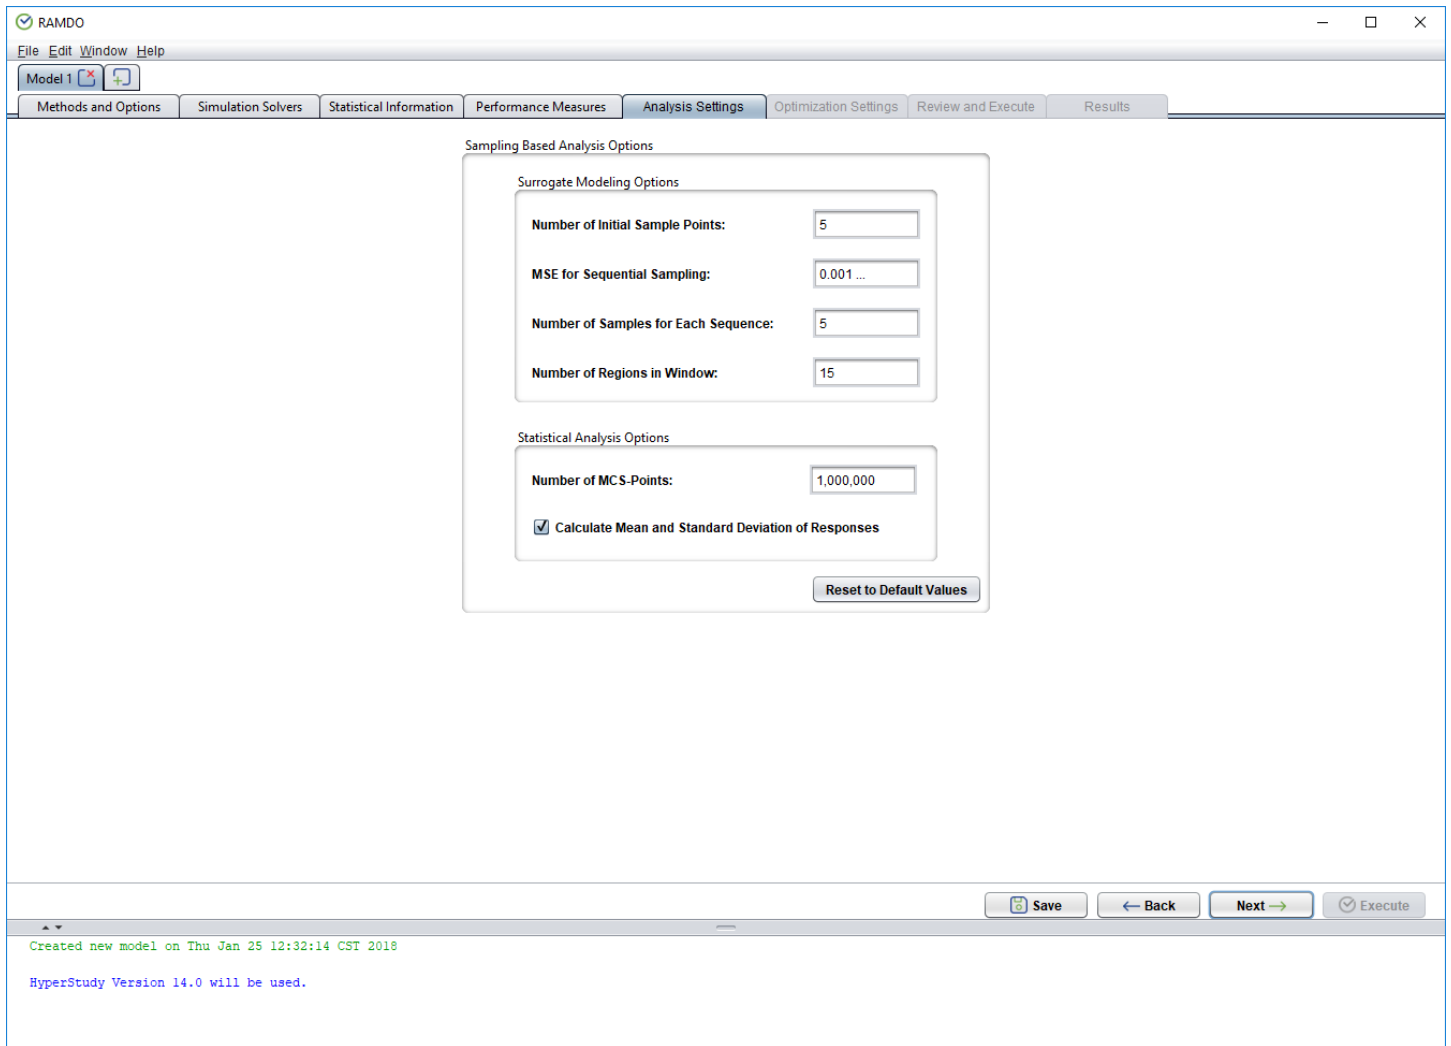 RAMDO
File Edit Window Help
Model 1
Methods and Options Simulation Solvers Statistical Information Performance Measures Analysis Settings Optimization Settings Review and Execute Results
Sampling Based Analysis Options
Surrogate Modeling Options
Number of Initial Sample Points: 5
MSE for Sequential Sampling: 0.001 ...
Number of Samples for Each Sequence: 5
Number of Regions in Window: 15
Statistical Analysis Options
Number of MCS-Points: 1,000,000
Calculate Mean and Standard Deviation of Responses
Reset to Default Values
Save Back Next Execute
Created new model on Thu Jan 25 12:32:14 CST 2018
HyperStudy Version 14.0 will be used.